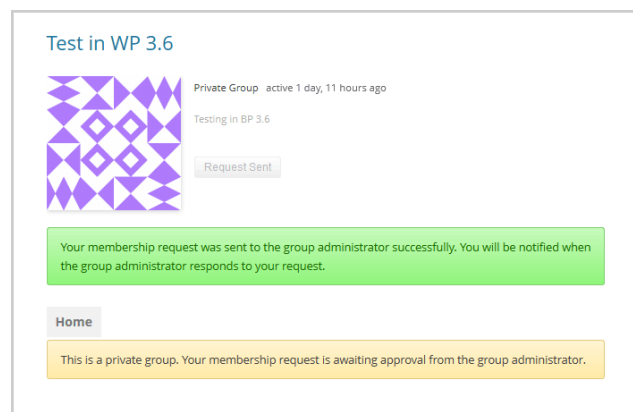 Test in WP 3.6
Private Group active 1 day, 11 hours ago
Testing in BP 3.6
Request Sent
Your membership request was sent to the group administrator successfully. You will be notified when
the group administrator responds to your request.
Home
This is a private group. Your membership request is awaiting approval from the group administrator.